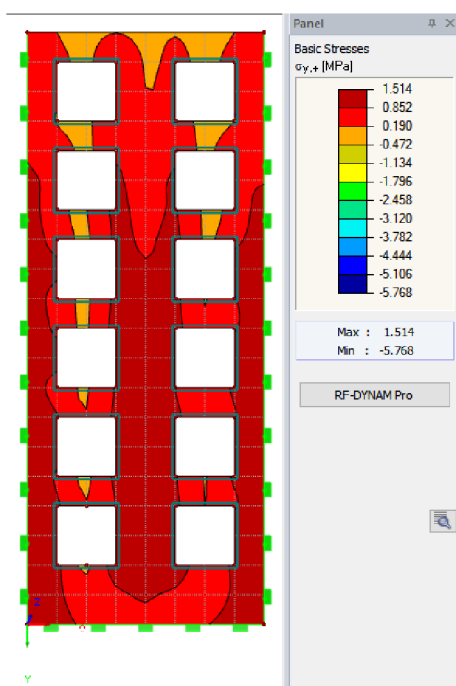 Panel
Basic Stresses
σy,+ [MPa]
1.514
0.852
0.190
-0.472
-1.134
-1.796
-2.458
-3.120
-3.782
-4.444
-5.106
-5.768
Max : 1.514
Min : -5.768
RF-DYNAM Pro
Z
X
Y